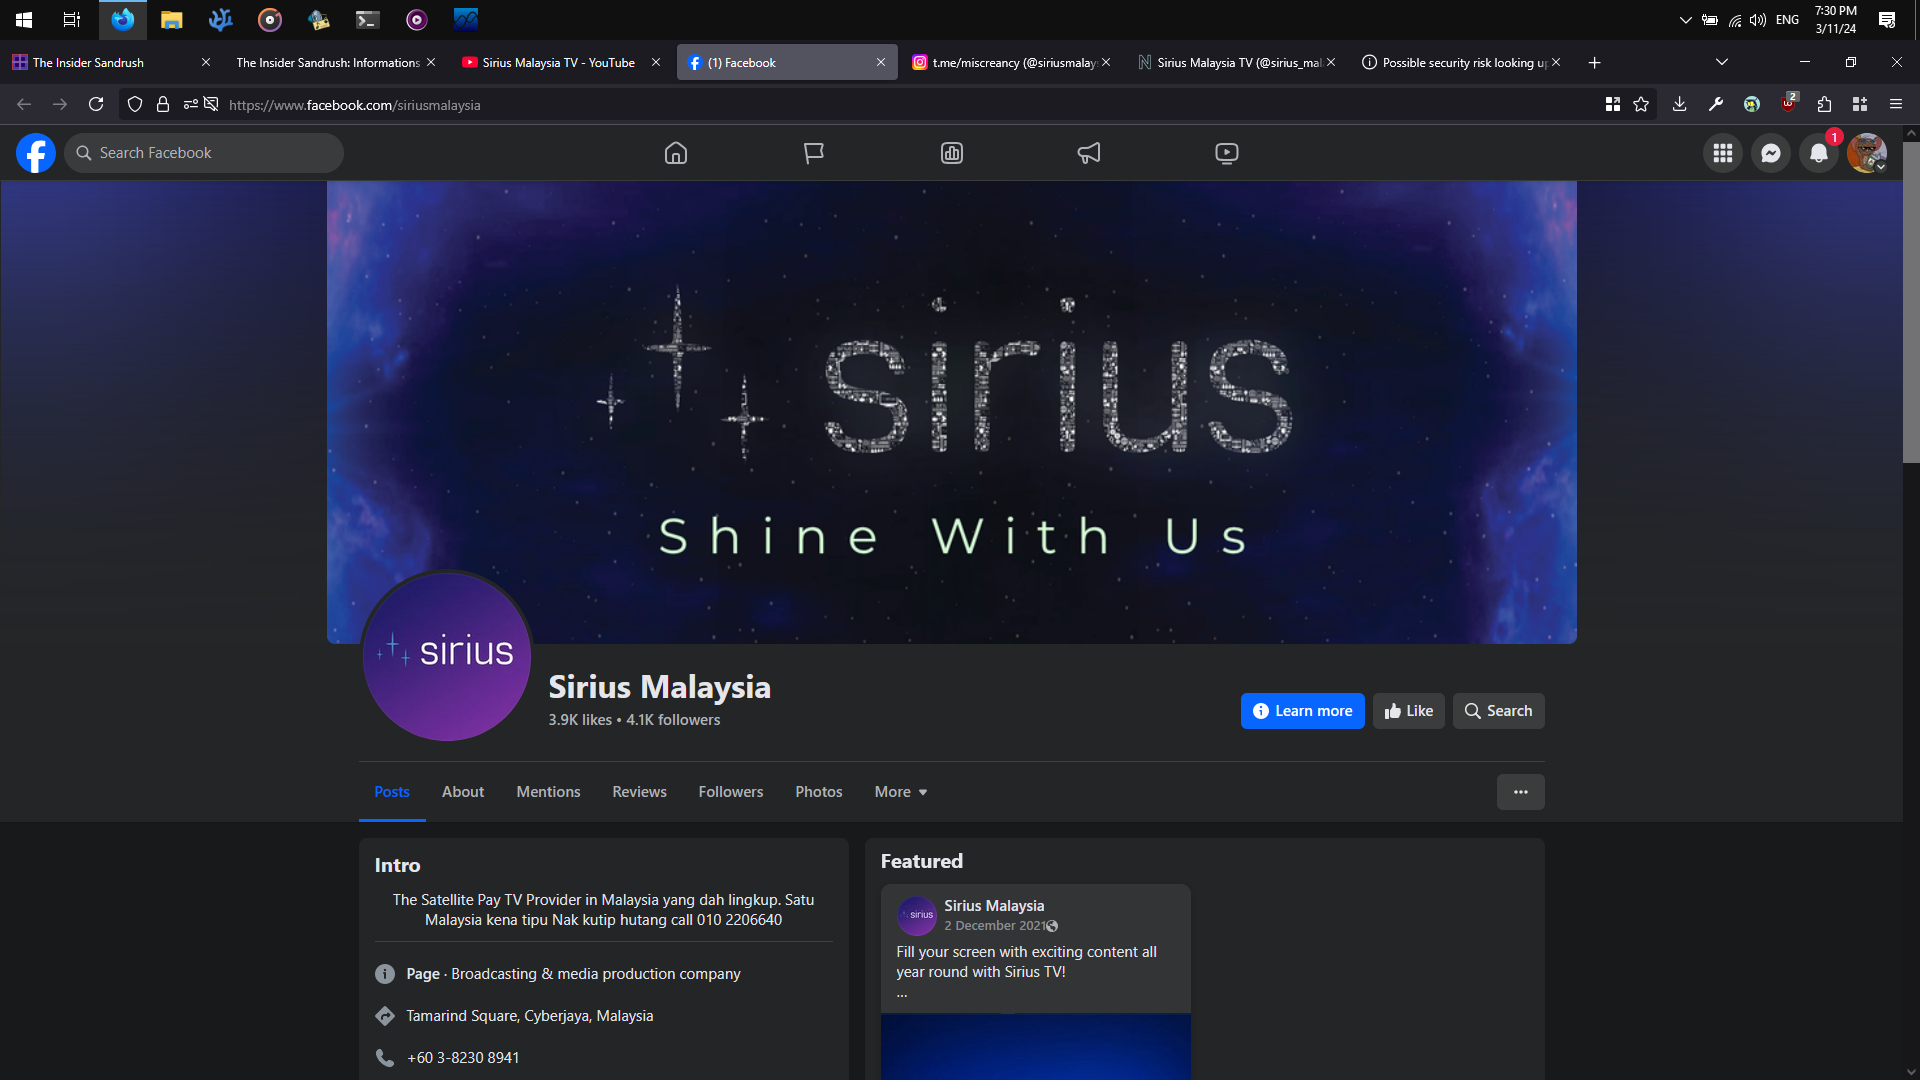 ENG
7:30 PM
3/11/24
The Insider Sandrush
The Insider Sandrush: Informations
Sirius Malaysia TV - YouTube
(1) Facebook
t.me/miscreancy (@siriusmalays
Sirius Malaysia TV (@sirius_mal
Possible security risk looking up
https://www.facebook.com/siriusmalaysia
2
Search Facebook
1
sirius
Shine With Us
sirius
Sirius Malaysia
3.9K likes • 4.1K followers
Learn more
Like
Search
Posts
About
Mentions
Reviews
Followers
Photos
More
Intro
The Satellite Pay TV Provider in Malaysia yang dah lingkup. Satu
Malaysia kena tipu Nak kutip hutang call 010 2206640
Page · Broadcasting & media production company
Tamarind Square, Cyberjaya, Malaysia
+60 3-8230 8941
Featured
sirius
Sirius Malaysia
2 December 2021
Fill your screen with exciting content all
year round with Sirius TV!
...